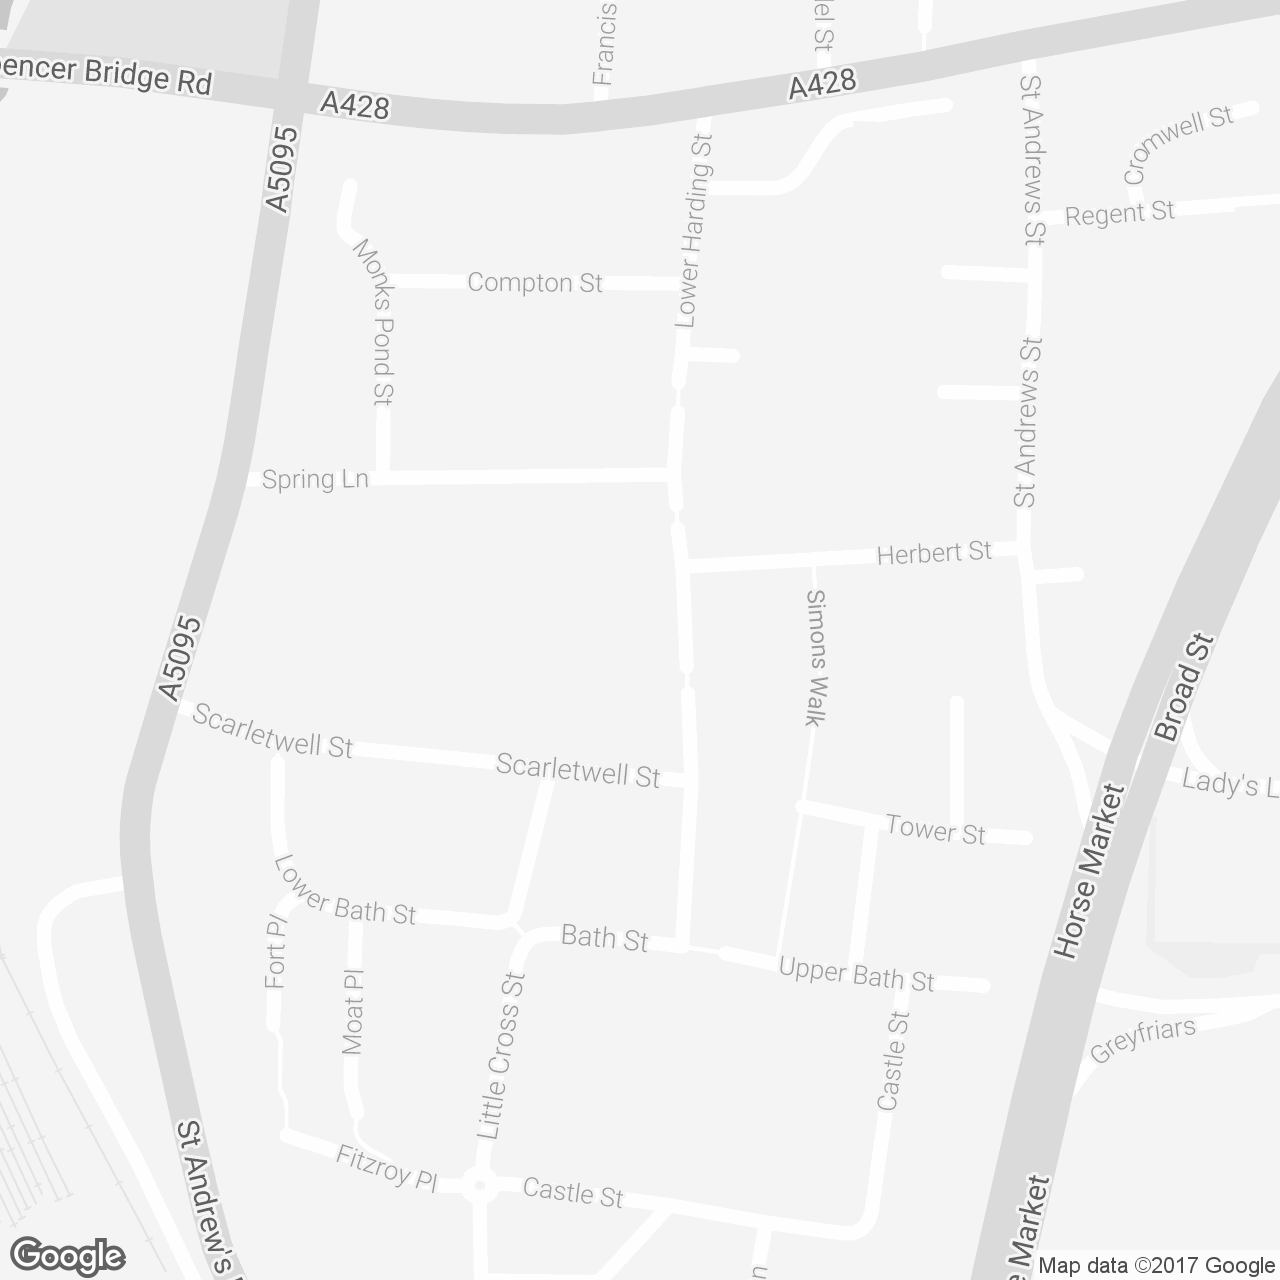 Francis
el St
A428
encer Bridge Rd
A428
St Andrews St
Cromwell St
A5095
Lower Harding St
Regent St
Monks Pond St
Compton St
St Andrews St
Spring Ln
Herbert St
Simons Walk
A5095
Broad St
Scarletwell St
Scarletwell St
Lady's L
Tower St
Horse Market
Lower Bath St
Fort Pl
Bath St
Moat Pl
Upper Bath St
Little Cross St
Castle St
Greyfriars
St Andrew's
Fitzroy Pl
Castle St
e Market
n
Google
Map data ©2017 Google